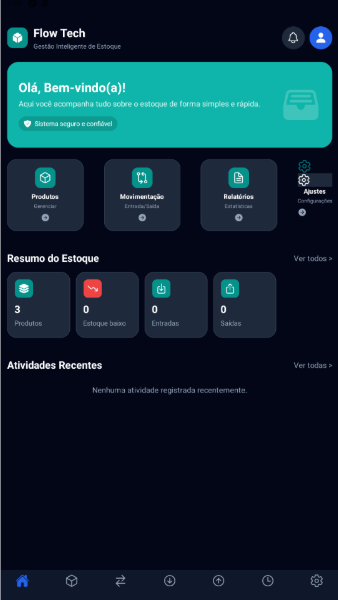 Flow Tech
Gestão Inteligente de Estoque
Olá, Bem-vindo(a)!
Aqui você acompanha tudo sobre o estoque de forma simples e rápida.
Sistema seguro e confiável
Produtos
Gerenciar
Movimentação
Entrada/Saída
Relatórios
Estatísticas
Ajustes
Configurações
Resumo do Estoque
Ver todos >
3
Produtos
0
Estoque baixo
0
Entradas
0
Saídas
Atividades Recentes
Ver todas >
Nenhuma atividade registrada recentemente.